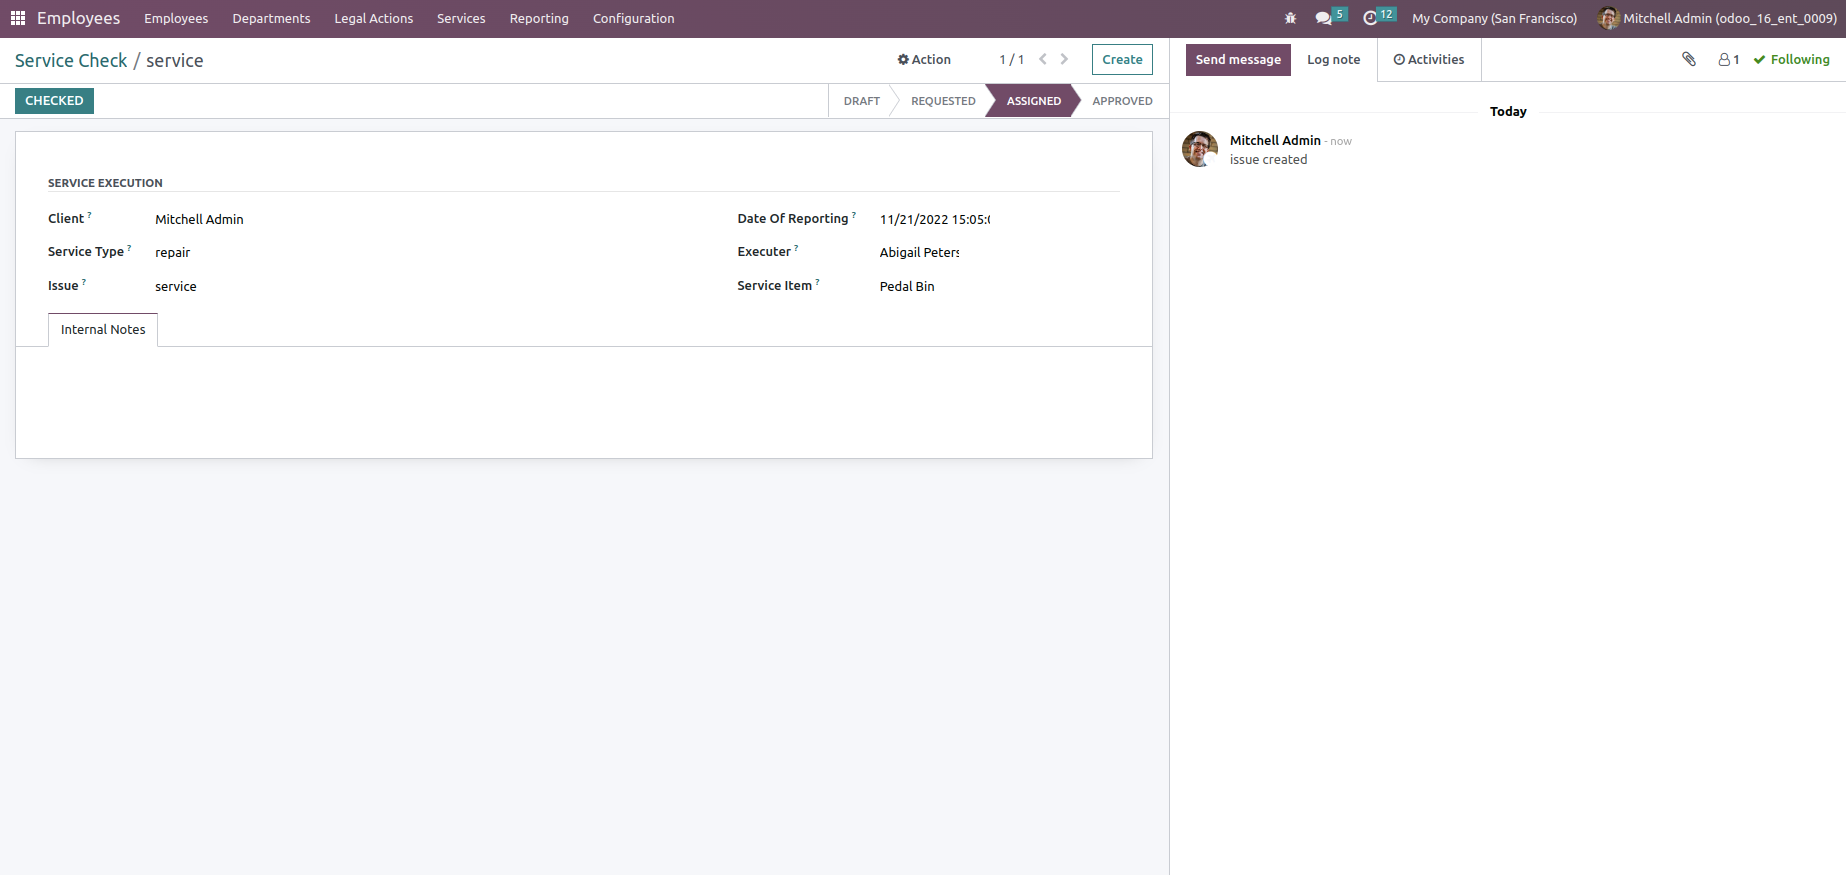 Employees Employees Departments Legal Actions Services Reporting Configuration 5 12 My Company (San Francisco) Mitchell Admin (odoo_16_ent_0009)
Service Check / service Action 1 / 1 Create
CHECKED DRAFT REQUESTED ASSIGNED APPROVED
SERVICE EXECUTION
Client ? Mitchell Admin Date Of Reporting ? 11/21/2022 15:05:
Service Type ? repair Executer ? Abigail Peters
Issue ? service Service Item ? Pedal Bin
Internal Notes
Send message Log note Activities 1 Following
Today
Mitchell Admin - now
issue created